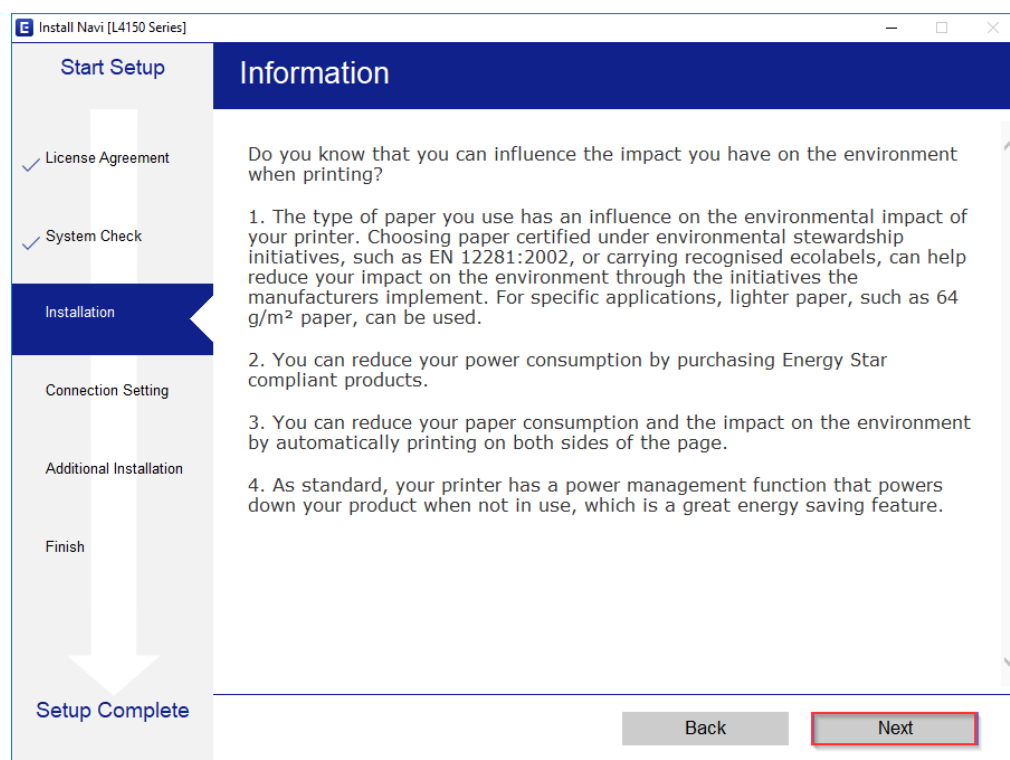 E Install Navi [L4150 Series]
Start Setup
License Agreement
System Check
Installation
Connection Setting
Additional Installation
Finish
Setup Complete
Information
Do you know that you can influence the impact you have on the environment
when printing?
1. The type of paper you use has an influence on the environmental impact of
your printer. Choosing paper certified under environmental stewardship
initiatives, such as EN 12281:2002, or carrying recognised ecolabels, can help
reduce your impact on the environment through the initiatives the
manufacturers implement. For specific applications, lighter paper, such as 64
g/m² paper, can be used.
2. You can reduce your power consumption by purchasing Energy Star
compliant products.
3. You can reduce your paper consumption and the impact on the environment
by automatically printing on both sides of the page.
4. As standard, your printer has a power management function that powers
down your product when not in use, which is a great energy saving feature.
Back
Next